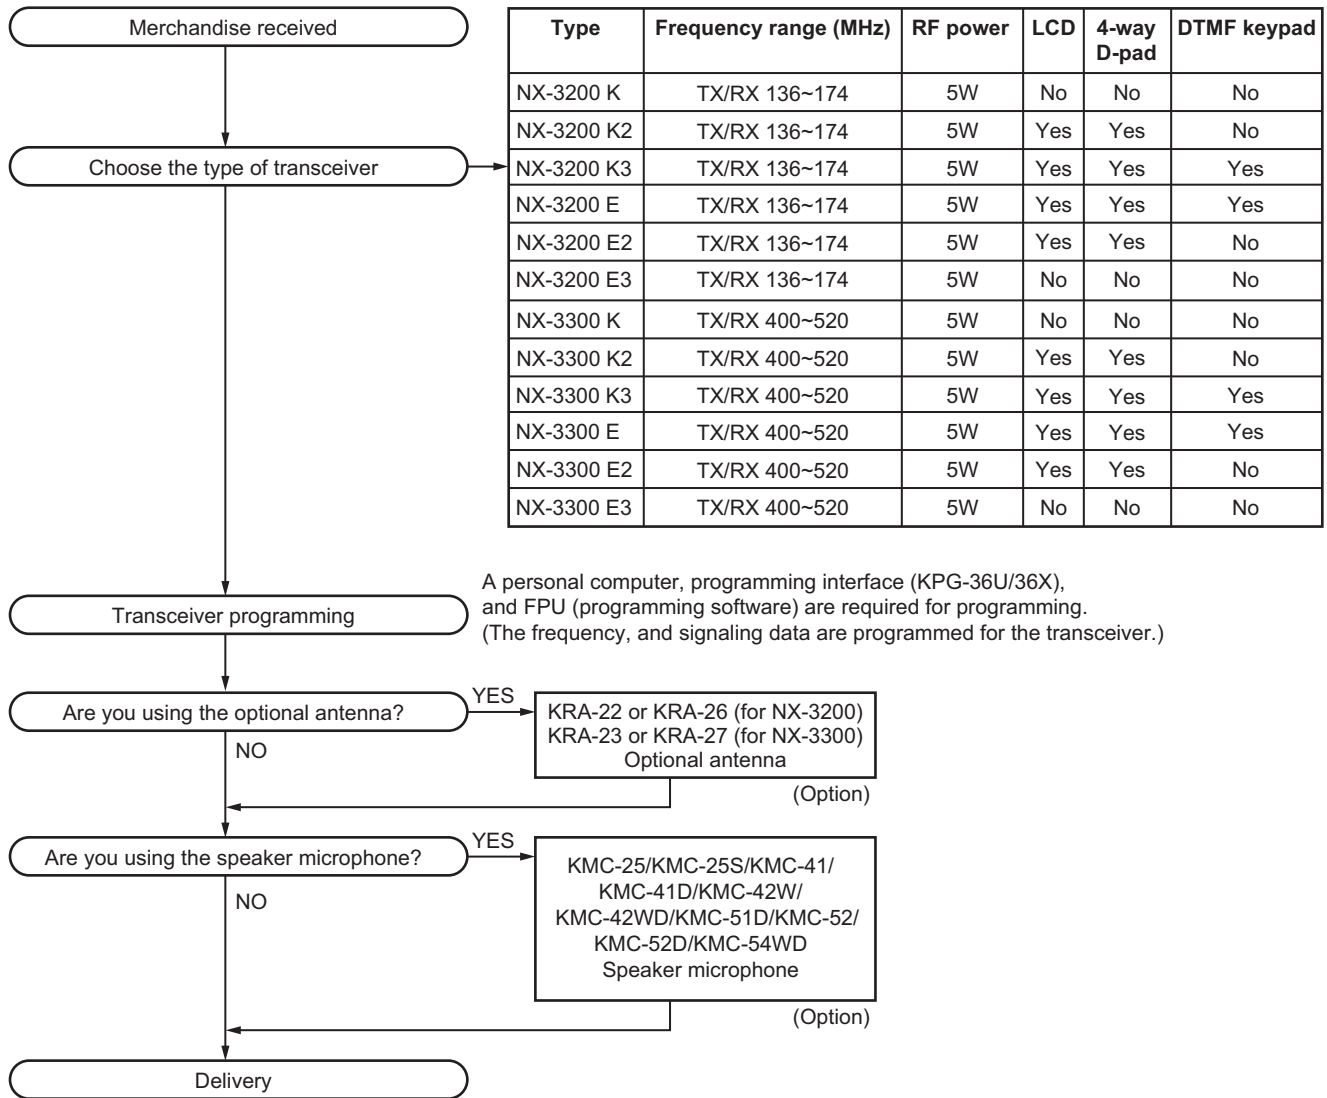 Merchandise received
Choose the type of transceiver
Type Frequency range (MHz) RF power LCD 4-way D-pad DTMF keypad
NX-3200 K TX/RX 136~174 5W No No No
NX-3200 K2 TX/RX 136~174 5W Yes Yes No
NX-3200 K3 TX/RX 136~174 5W Yes Yes Yes
NX-3200 E TX/RX 136~174 5W Yes Yes Yes
NX-3200 E2 TX/RX 136~174 5W Yes Yes No
NX-3200 E3 TX/RX 136~174 5W No No No
NX-3300 K TX/RX 400~520 5W No No No
NX-3300 K2 TX/RX 400~520 5W Yes Yes No
NX-3300 K3 TX/RX 400~520 5W Yes Yes Yes
NX-3300 E TX/RX 400~520 5W Yes Yes Yes
NX-3300 E2 TX/RX 400~520 5W Yes Yes No
NX-3300 E3 TX/RX 400~520 5W No No No
Transceiver programming
A personal computer, programming interface (KPG-36U/36X),
and FPU (programming software) are required for programming.
(The frequency, and signaling data are programmed for the transceiver.)
Are you using the optional antenna?
YES
NO
KRA-22 or KRA-26 (for NX-3200)
KRA-23 or KRA-27 (for NX-3300)
Optional antenna
(Option)
Are you using the speaker microphone?
YES
NO
KMC-25/KMC-25S/KMC-41/
KMC-41D/KMC-42W/
KMC-42WD/KMC-51D/KMC-52/
KMC-52D/KMC-54WD
Speaker microphone
(Option)
Delivery